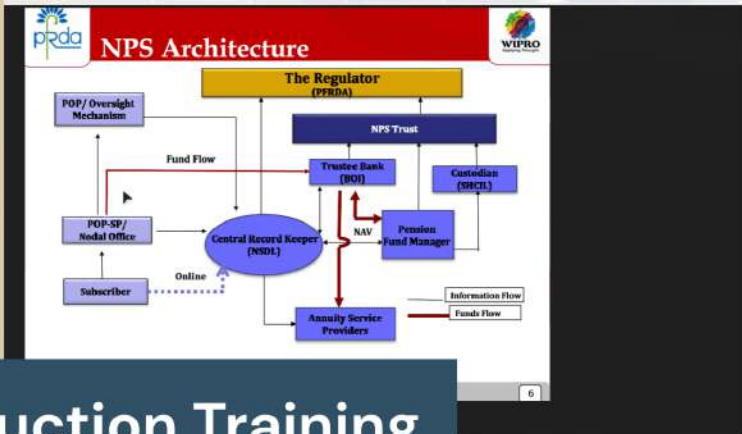 pFRda
NPS Architecture
WIPRO
The Regulator
(PFRDA)
POP/ Oversight
Mechanism
NPS Trust
Fund Flow
Trustee Bank
(BOI)
Custodian
(SHCIL)
POP-SP/
Nodal Office
Central Record Keeper
(NSDL)
NAV
Pension
Fund Manager
Online
Subscriber
Information Flow
Funds Flow
Annuity Service
Providers
6
uction Training